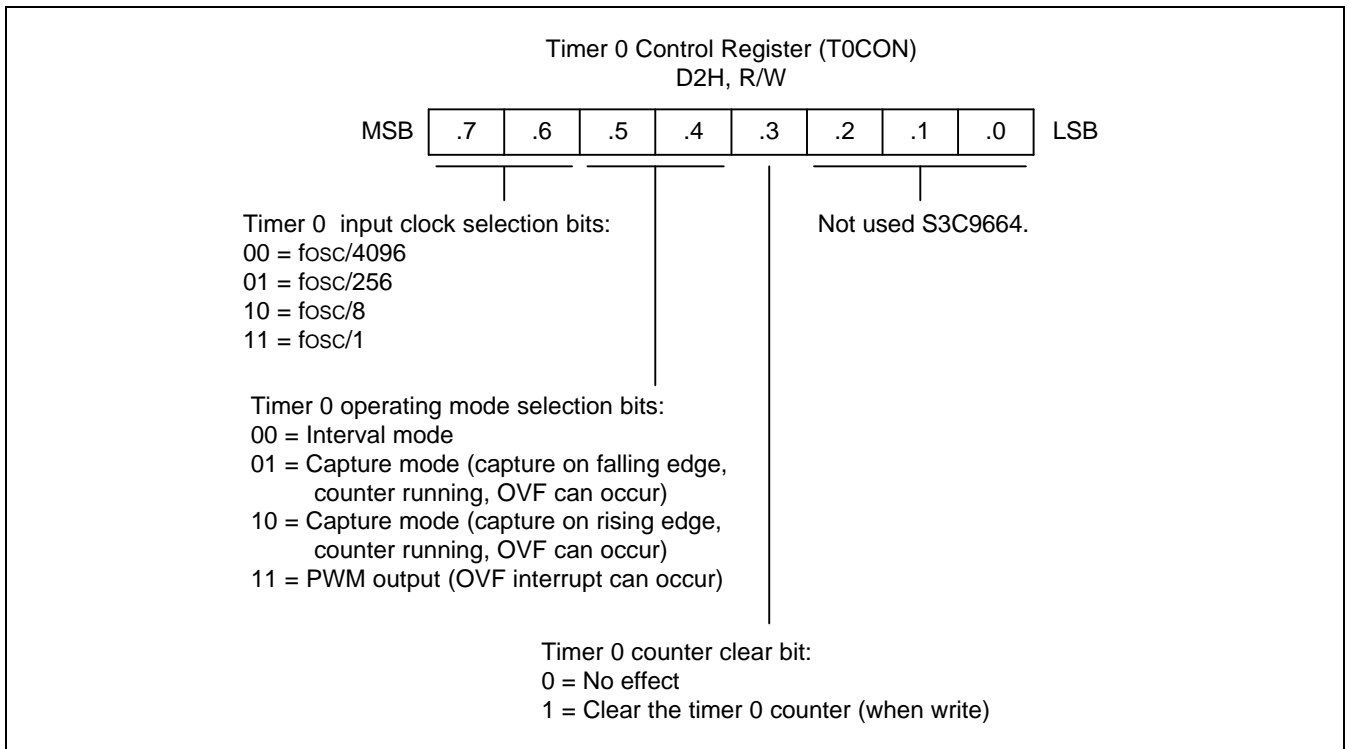 Timer 0 Control Register (T0CON)
D2H, R/W
MSB .7 .6 .5 .4 .3 .2 .1 .0 LSB
Timer 0 input clock selection bits:
00 = fOSC/4096
01 = fOSC/256
10 = fOSC/8
11 = fOSC/1
Not used S3C9664.
Timer 0 operating mode selection bits:
00 = Interval mode
01 = Capture mode (capture on falling edge,
counter running, OVF can occur)
10 = Capture mode (capture on rising edge,
counter running, OVF can occur)
11 = PWM output (OVF interrupt can occur)
Timer 0 counter clear bit:
0 = No effect
1 = Clear the timer 0 counter (when write)